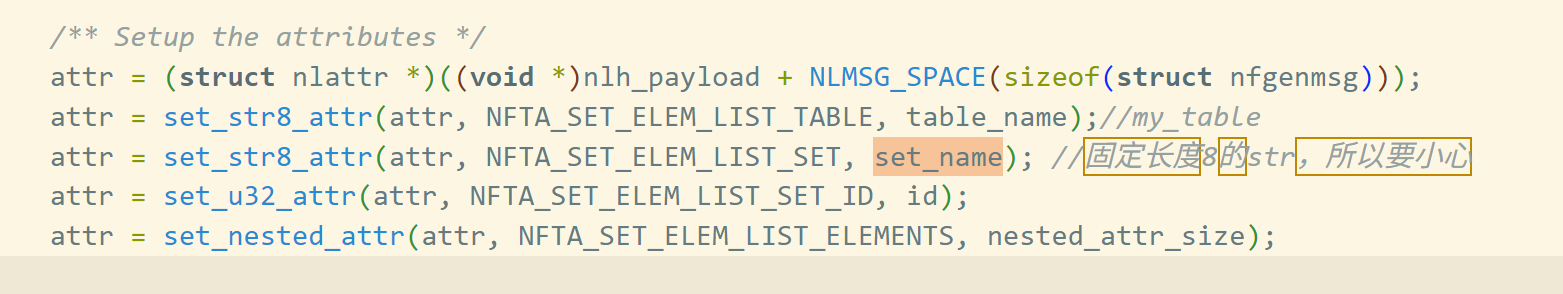 /** Setup the attributes */
attr = (struct nlattr *)((void *)nlh_payload + NLMSG_SPACE(sizeof(struct nfgenmsg)));
attr = set_str8_attr(attr, NFTA_SET_ELEM_LIST_TABLE, table_name);//my_table
attr = set_str8_attr(attr, NFTA_SET_ELEM_LIST_SET, set_name); //固定长度8的str，所以要小心
attr = set_u32_attr(attr, NFTA_SET_ELEM_LIST_SET_ID, id);
attr = set_nested_attr(attr, NFTA_SET_ELEM_LIST_ELEMENTS, nested_attr_size);